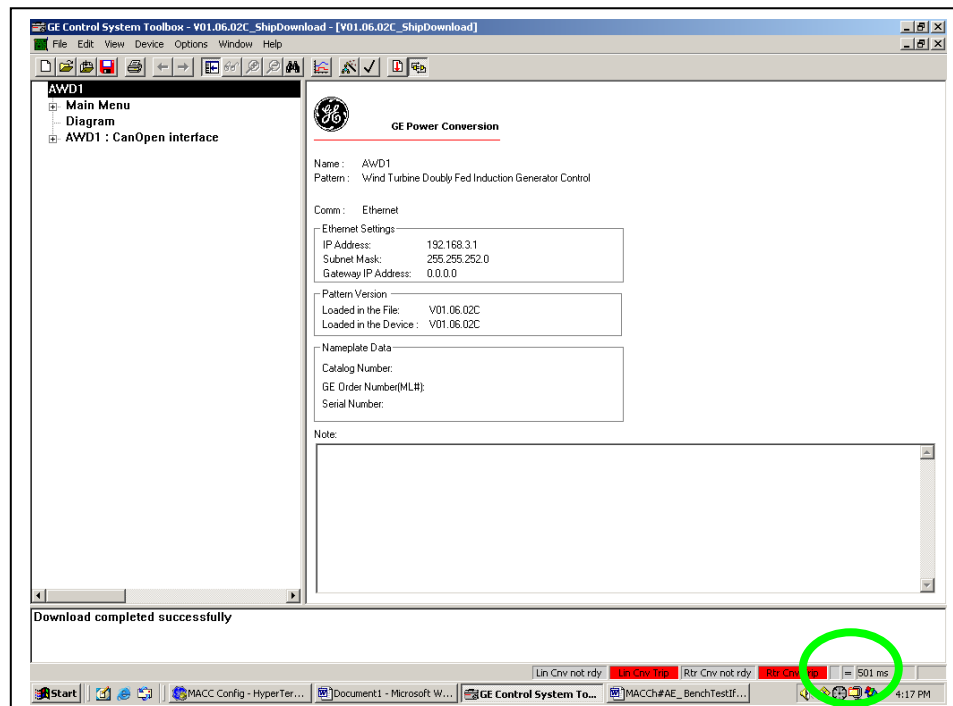 GE Control System Toolbox - V01.06.02C_ShipDownload - [V01.06.02C_ShipDownload]
File Edit View Device Options Window Help
AWD1
Main Menu
Diagram
AWD1 : CanOpen interface
GE Power Conversion
Name : AWD1
Pattern : Wind Turbine Doubly Fed Induction Generator Control
Comm : Ethernet
Ethernet Settings
IP Address: 192.168.3.1
Subnet Mask: 255.255.252.0
Gateway IP Address: 0.0.0.0
Pattern Version
Loaded in the File: V01.06.02C
Loaded in the Device : V01.06.02C
Nameplate Data
Catalog Number:
GE Order Number(ML#):
Serial Number:
Note:
Download completed successfully
Lin Cnv not rdy Lin Cnv Trip Rtr Cnv not rdy Rtr Cnv Trip = 501 ms
Start MACC Config - HyperTer... Document1 - Microsoft W... GE Control System To... MACCh#AE_BenchTestIf... 4:17 PM